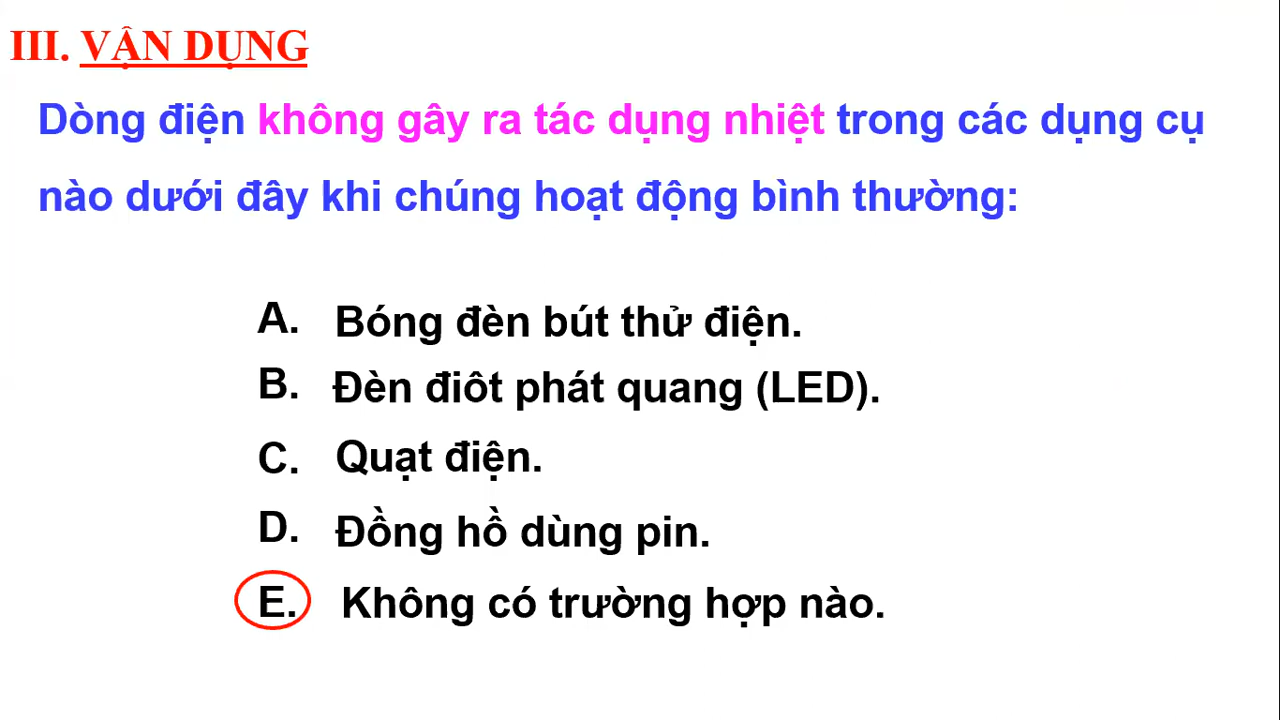 III. VẬN DỤNG
Dòng điện không gây ra tác dụng nhiệt trong các dụng cụ
nào dưới đây khi chúng hoạt động bình thường:
A. Bóng đèn bút thử điện.
B. Đèn điôt phát quang (LED).
C. Quạt điện.
D. Đồng hồ dùng pin.
E. Không có trường hợp nào.